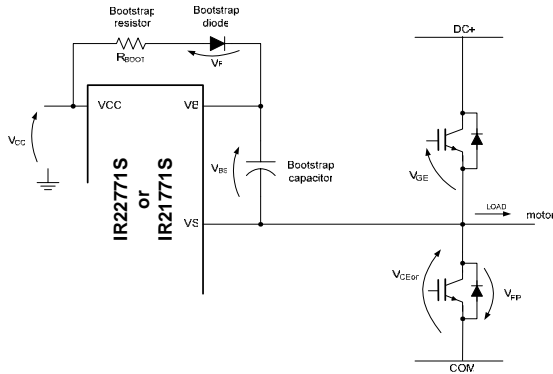 Bootstrap resistor
Bootstrap diode
DC+
RBOOT
VF
VCC
VB
VCC
IR22771S
or
IR21771S
VBS
Bootstrap capacitor
VGE
VS
LOAD
motor
VCEon
VFP
COM